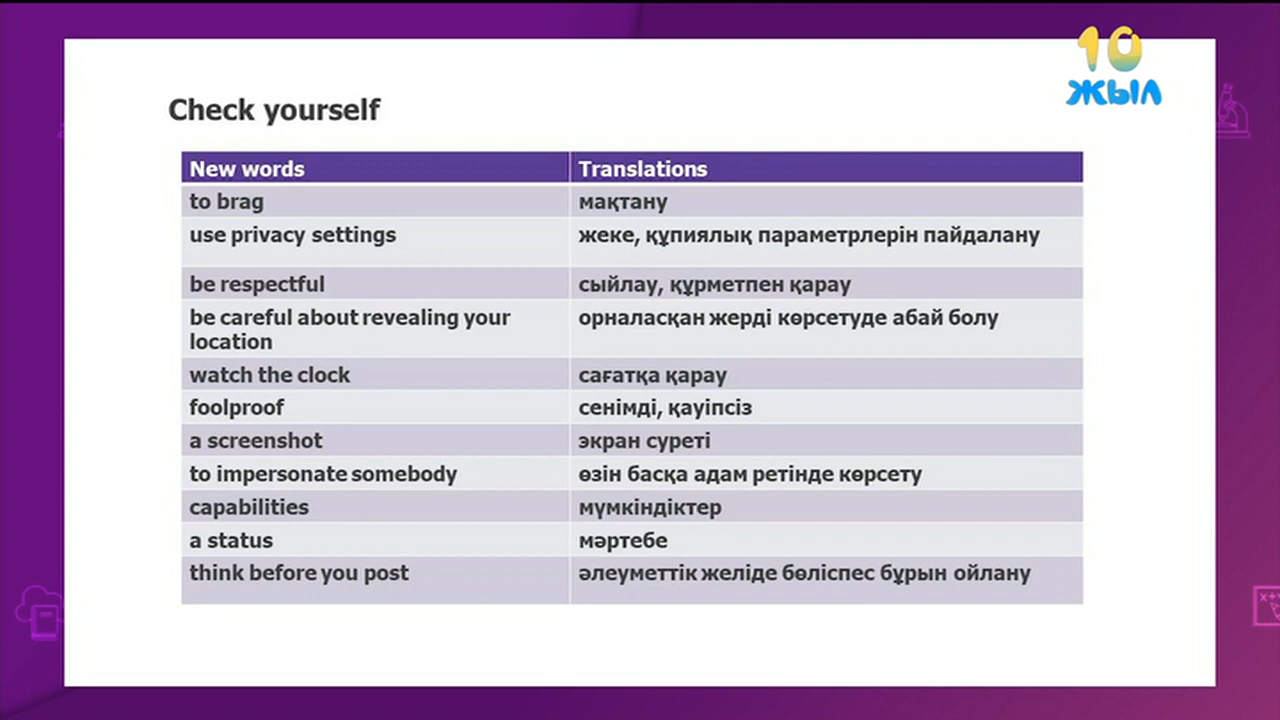 10
ЖЫЛ
Check yourself
New words Translations
to brag мақтану
use privacy settings жеке, құпиялық параметрлерін пайдалану
be respectful сыйлау, құрметпен қарау
be careful about revealing your орналасқан жерді көрсетуде абай болу
location
watch the clock сағатқа қарау
foolproof сенімді, қауіпсіз
a screenshot экран суреті
to impersonate somebody өзін басқа адам ретінде көрсету
capabilities мүмкіндіктер
a status мәртебе
think before you post әлеуметтік желіде бөліспес бұрын ойлану